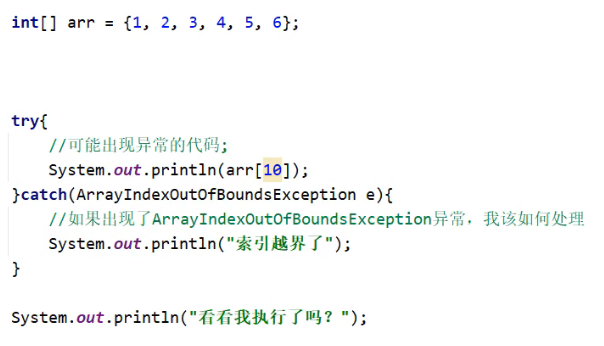 int[] arr = {1, 2, 3, 4, 5, 6};
try{
//可能出现异常的代码;
System.out.println(arr[10]);
}catch(ArrayIndexOutOfBoundsException e){
//如果出现了ArrayIndexOutOfBoundsException异常，我该如何处理
System.out.println("索引越界了");
}
System.out.println("看看我执行了吗？");